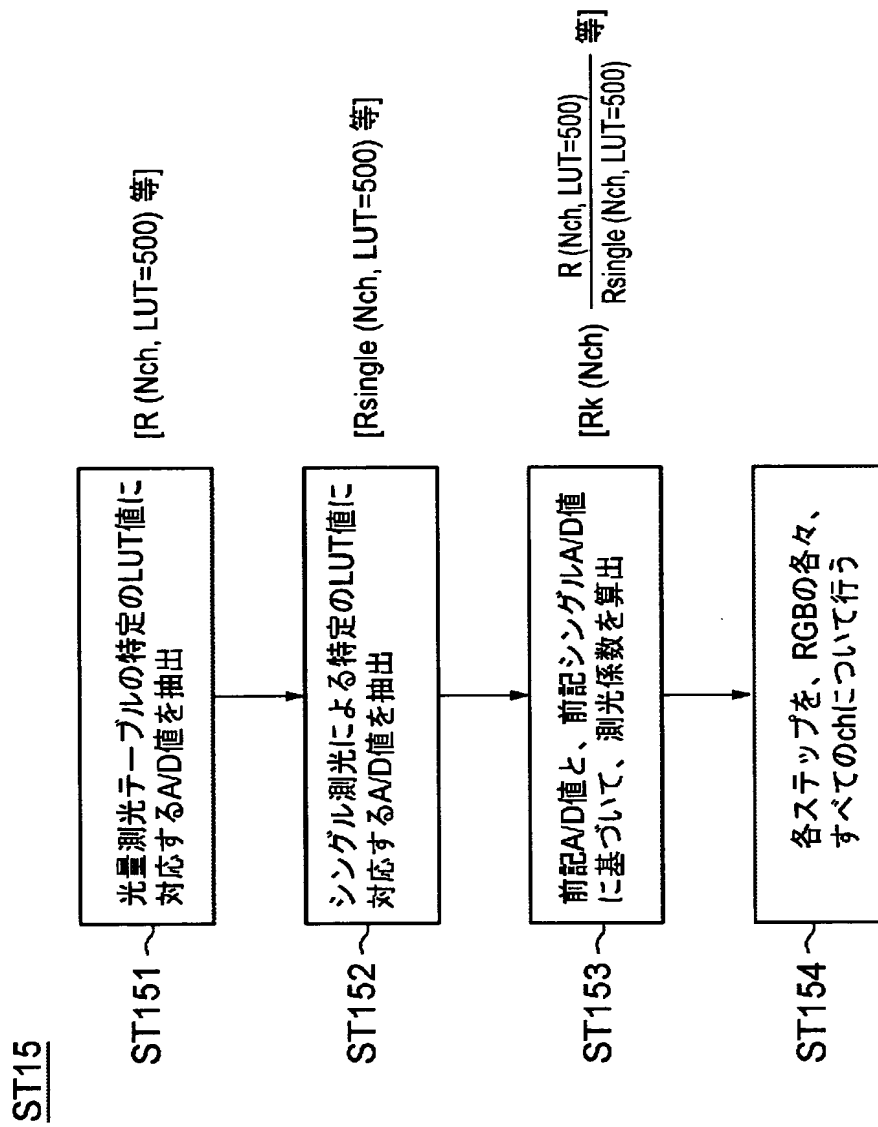 ST15
ST151
光量測光テーブルの特定のLUT値に
対応するA/D値を抽出
[R (Nch, LUT=500) 等]
ST152
シングル測光による特定のLUT値に
対応するA/D値を抽出
[Rsingle (Nch, LUT=500) 等]
ST153
前記A/D値と、前記シングルA/D値
に基づいて、測光係数を算出
[Rk (Nch) R (Nch, LUT=500) 等]
Rsingle (Nch, LUT=500)
ST154
各ステップを、RGBの各々、
すべてのchについて行う